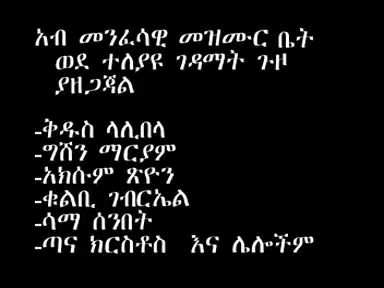 አብ መንፈሳዊ መዝሙር ቤት
ወደ ተለያዩ ገዳማት ጉዞ
ያዘጋጃል
-ቅዱስ ላሊበላ
-ግሸን ማርያም
-አክሱም ጽዮን
-ቁልቢ ገብርኤል
-ሳማ ሰንበት
-ጣና ክርስቶስ እና ሌሎችም